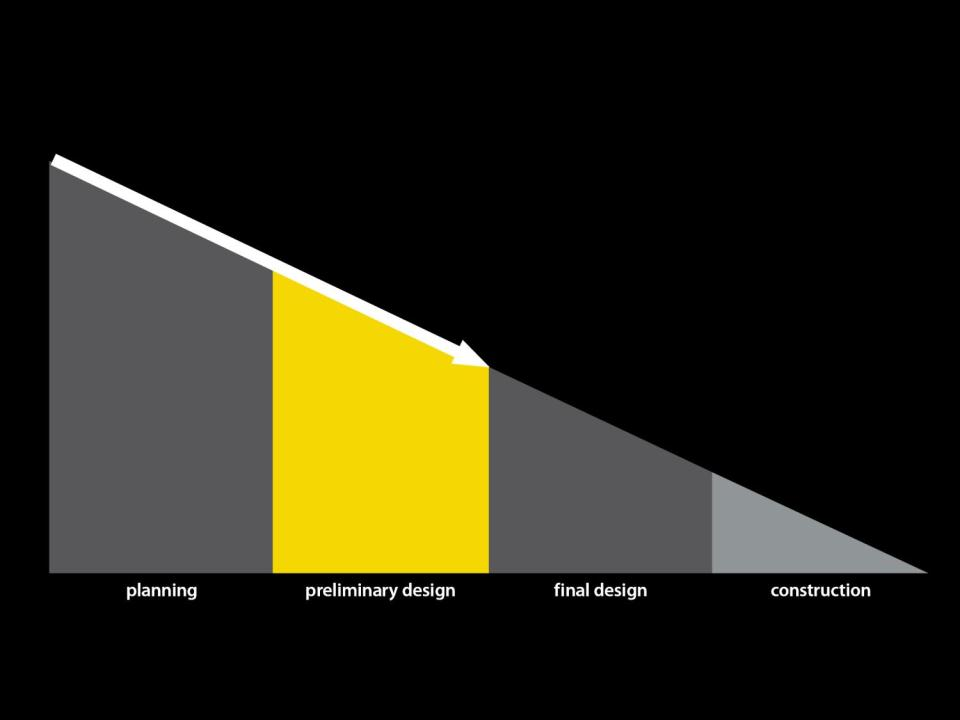 planning
preliminary design
final design
construction